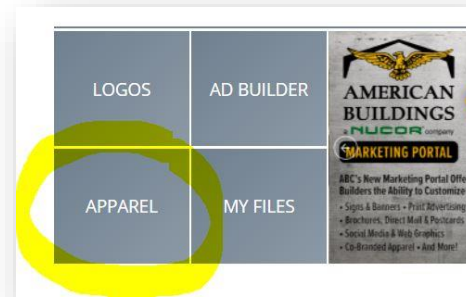 LOGOS
AD BUILDER
APPAREL
MY FILES
AMERICAN
BUILDINGS
a NUCOR company
MARKETING PORTAL
ABC's New Marketing Portal Offe
Builders the Ability to Customize
• Signs & Banners • Print Advertising
• Brochures, Direct Mail & Postcards
• Social Media & Web Graphics
• Co-Branded Apparel • And More!